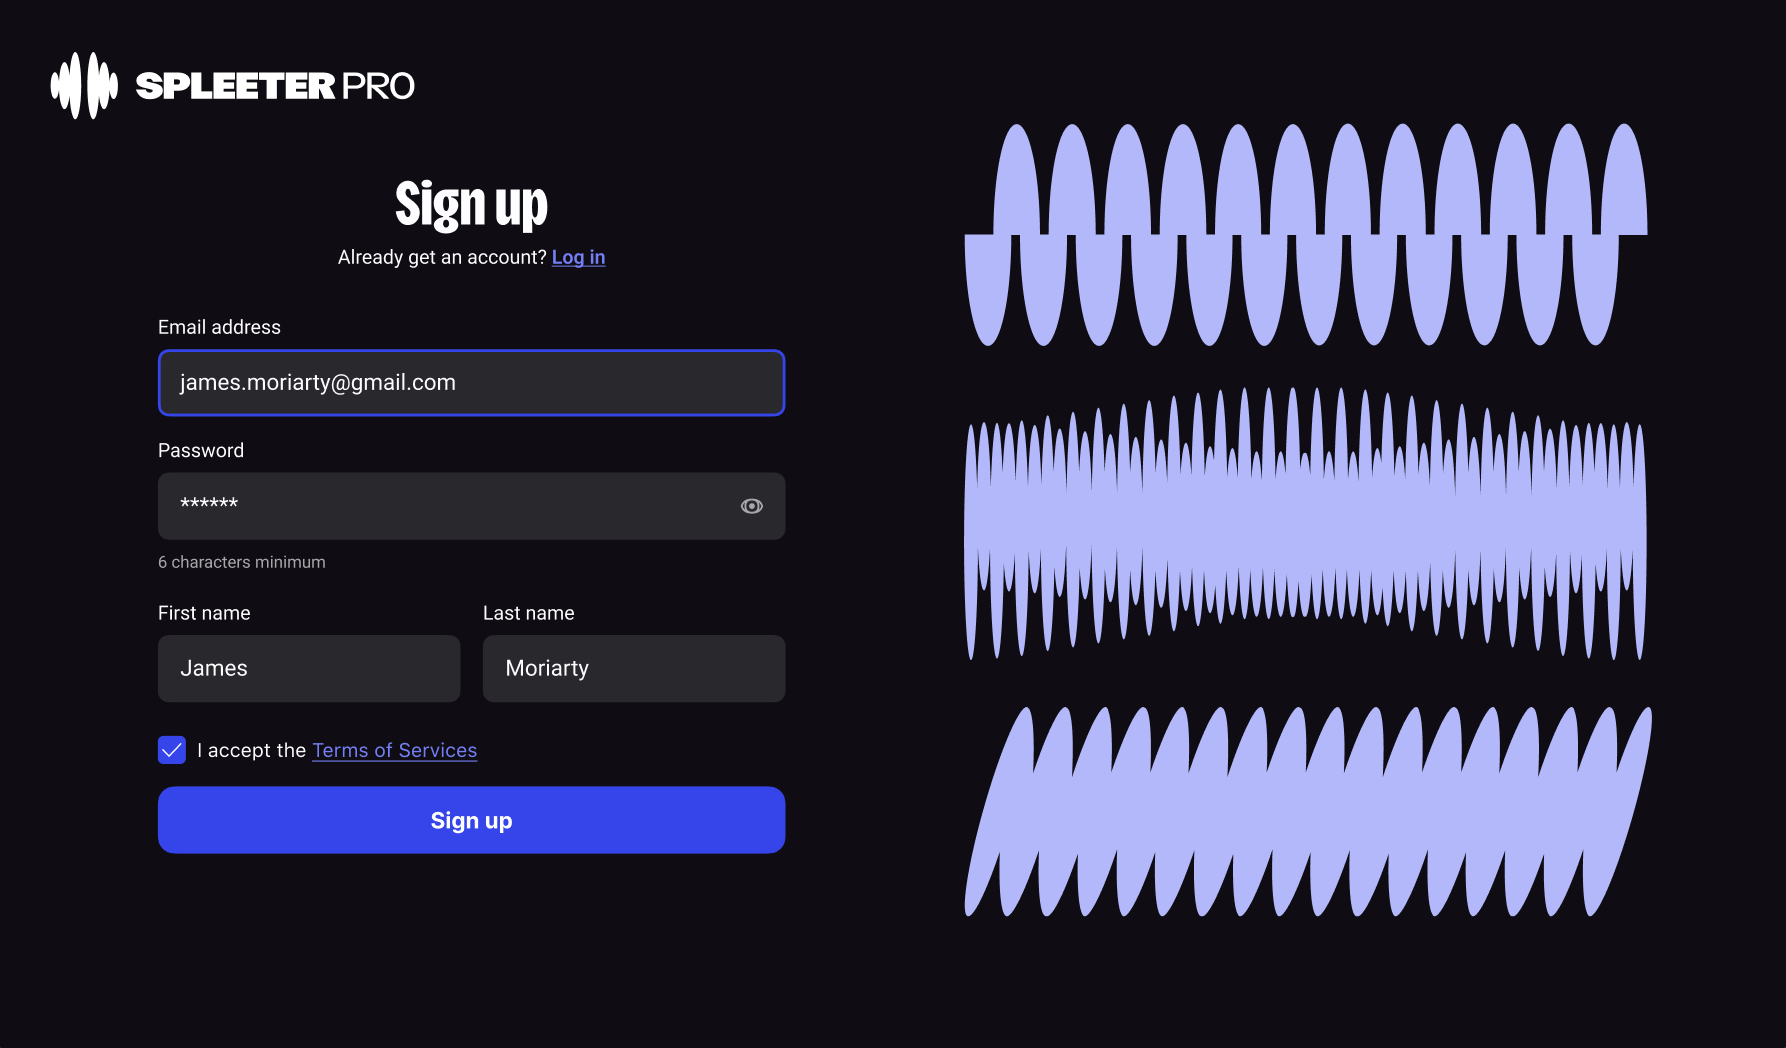 SPLEETER PRO
Sign up
Already get an account? Log in
Email address
james.moriarty@gmail.com
Password
******
6 characters minimum
First name
Last name
James
Moriarty
I accept the Terms of Services
Sign up